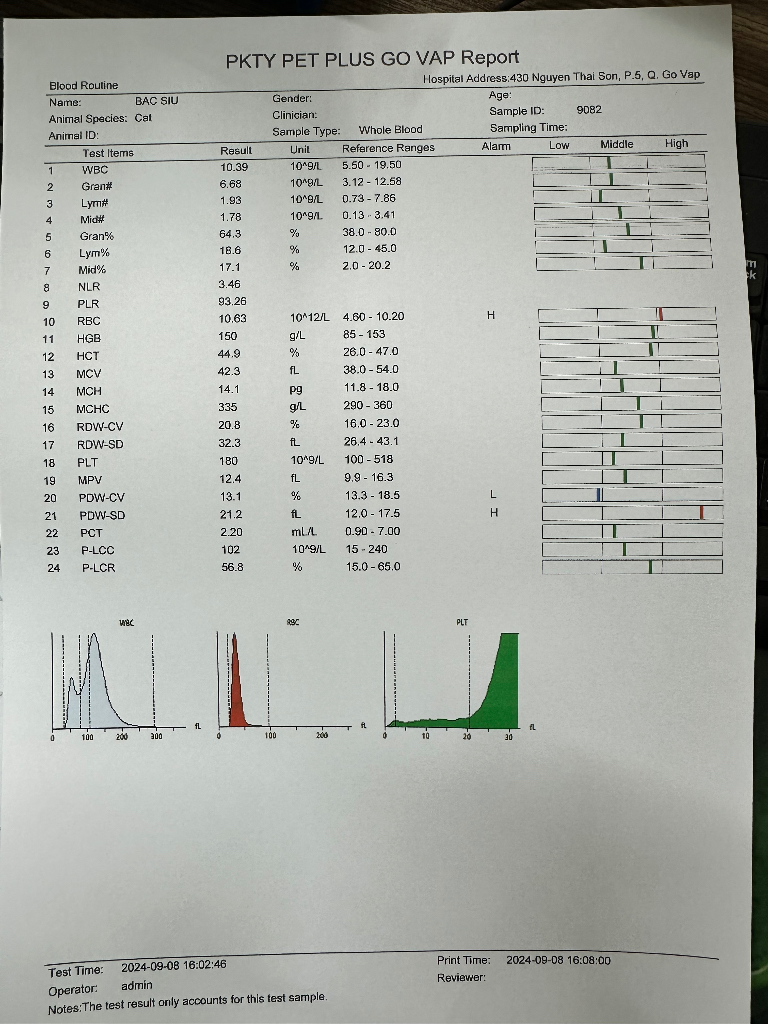 PKTY PET PLUS GO VAP Report
Blood Routine Hospital Address:430 Nguyen Thai Son, P.5, Q. Go Vap
Name: BAC SIU Gender: Age:
Animal Species: Cat Clinician: Sample ID: 9082
Animal ID: Sample Type: Whole Blood Sampling Time:
Test Items Result Unit Reference Ranges Alarm Low Middle High
1 WBC 10.39 10^9/L 5.50 - 19.50
2 Gran# 6.68 10^9/L 3.12 - 12.58
3 Lym# 1.93 10^9/L 0.73 - 7.86
4 Mid# 1.78 10^9/L 0.13 - 3.41
5 Gran% 64.3 % 38.0 - 80.0
6 Lym% 18.6 % 12.0 - 45.0
7 Mid% 17.1 % 2.0 - 20.2
8 NLR 3.46
9 PLR 93.26
10 RBC 10.63 10^12/L 4.60 - 10.20 H
11 HGB 150 g/L 85 - 153
12 HCT 44.9 % 26.0 - 47.0
13 MCV 42.3 fL 38.0 - 54.0
14 MCH 14.1 pg 11.8 - 18.0
15 MCHC 335 g/L 290 - 360
16 RDW-CV 20.8 % 16.0 - 23.0
17 RDW-SD 32.3 fL 26.4 - 43.1
18 PLT 180 10^9/L 100 - 518
19 MPV 12.4 fL 9.9 - 16.3
20 PDW-CV 13.1 % 13.3 - 18.5 L
21 PDW-SD 21.2 fL 12.0 - 17.5 H
22 PCT 2.20 mL/L 0.90 - 7.00
23 P-LCC 102 10^9/L 15 - 240
24 P-LCR 56.8 % 15.0 - 65.0
WBC RBC PLT
fL fL fL
0 100 200 300 0 100 200 0 10 20 30
Test Time: 2024-09-08 16:02:46 Print Time: 2024-09-08 16:08:00
Operator: admin Reviewer:
Notes:The test result only accounts for this test sample.